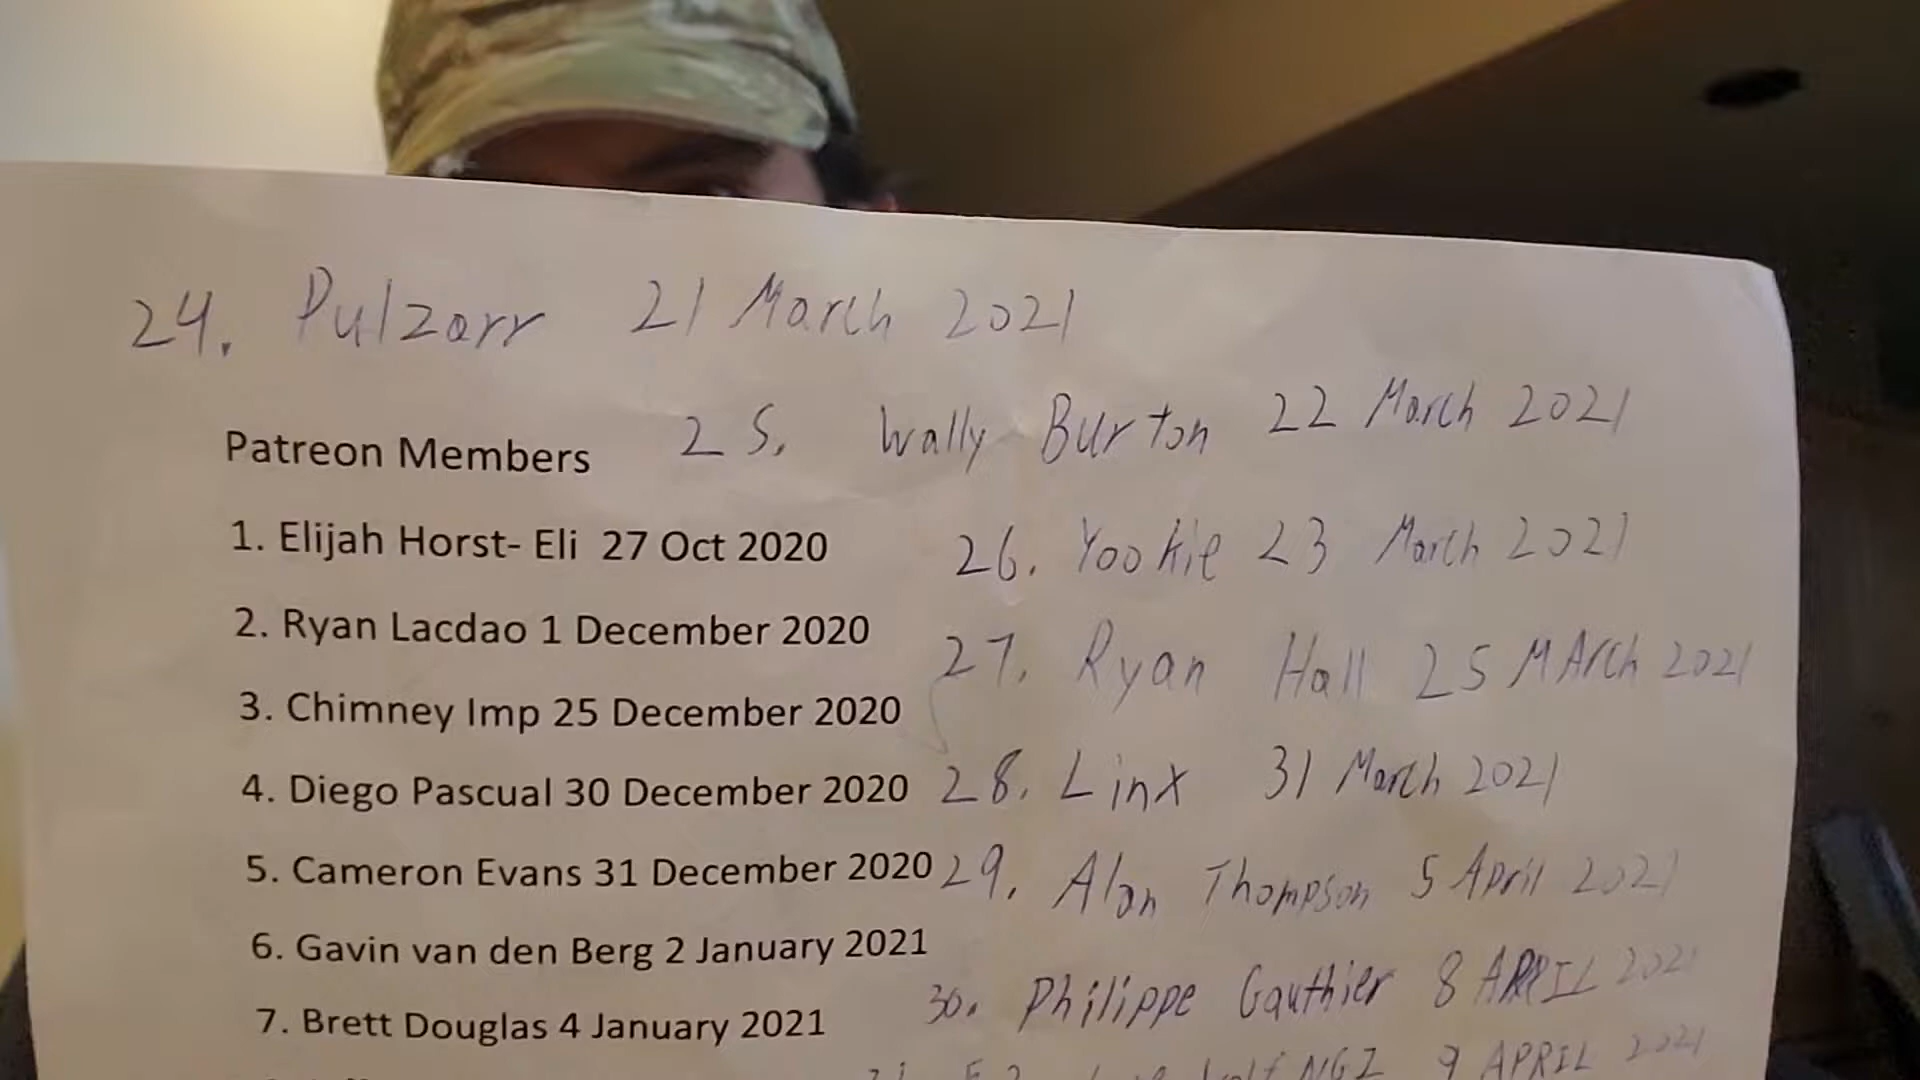 24. Pulzarr 21 March 2021
25. Wally Burton 22 March 2021
Patreon Members
1. Elijah Horst- Eli 27 Oct 2020
26. Yookie 23 March 2021
2. Ryan Lacdao 1 December 2020
27. Ryan Hall 25 MArch 2021
3. Chimney Imp 25 December 2020
28. Linx 31 March 2021
4. Diego Pascual 30 December 2020
29. Alan Thompson 5 April 2021
5. Cameron Evans 31 December 2020
30. Philippe Gauthier 8 APRIL 2021
6. Gavin van den Berg 2 January 2021
7. Brett Douglas 4 January 2021
9 APRIL 2021